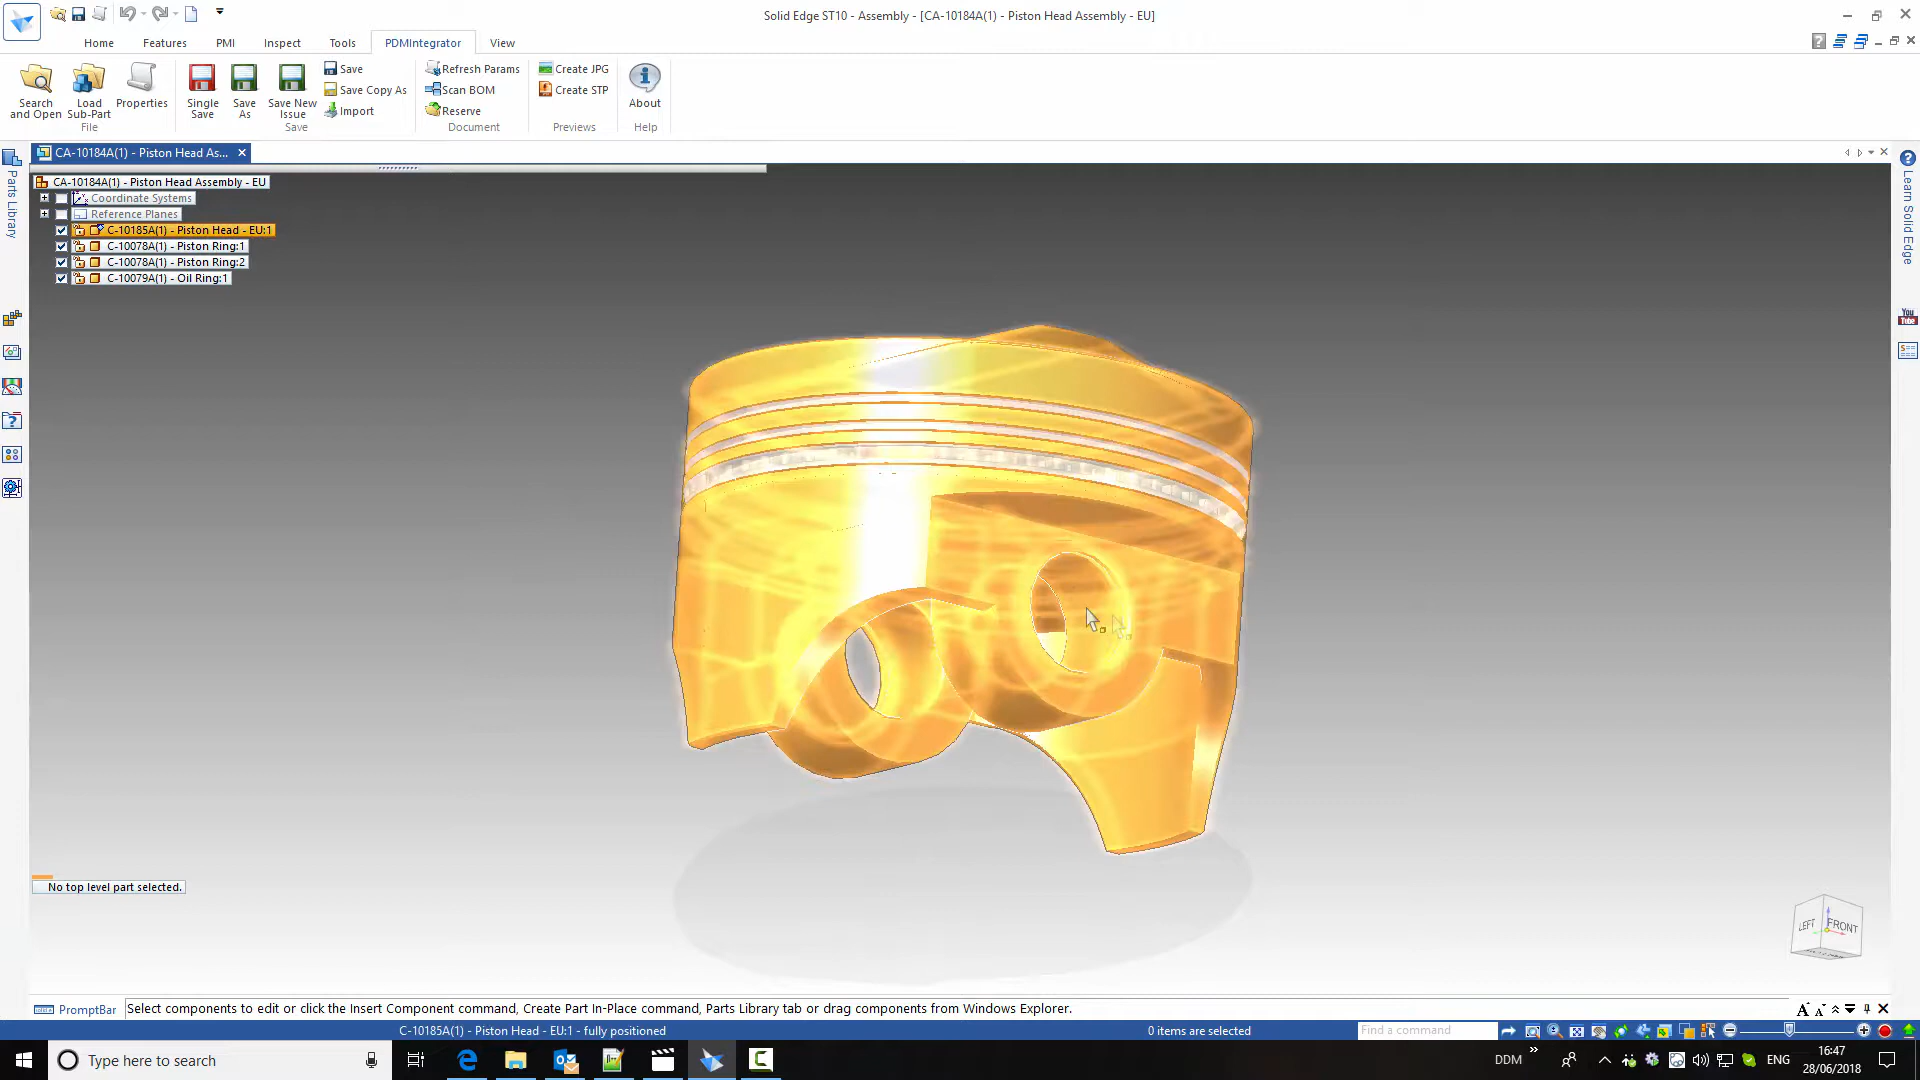 Solid Edge ST10 - Assembly - [CA-10184A(1) - Piston Head Assembly - EU]
Home Features PMI Inspect Tools PDMIntegrator View
Search and Open
Load Sub-Part
Properties
File
Single Save
Save As
Save New Issue
Save
Save Copy As
Import
Save
Refresh Params
Scan BOM
Reserve
Document
Create JPG
Create STP
Previews
About
Help
CA-10184A(1) - Piston Head As...
Parts Library
Learn Solid Edge
You
Tube
CA-10184A(1) - Piston Head Assembly - EU
Coordinate Systems
Reference Planes
C-10185A(1) - Piston Head - EU:1
C-10078A(1) - Piston Ring:1
C-10078A(1) - Piston Ring:2
C-10079A(1) - Oil Ring:1
No top level part selected.
LEFT FRONT
PromptBar Select components to edit or click the Insert Component command, Create Part In-Place command, Parts Library tab or drag components from Windows Explorer.
C-10185A(1) - Piston Head - EU:1 - fully positioned 0 items are selected Find a command
Type here to search
DDM
ENG
16:47
28/06/2018